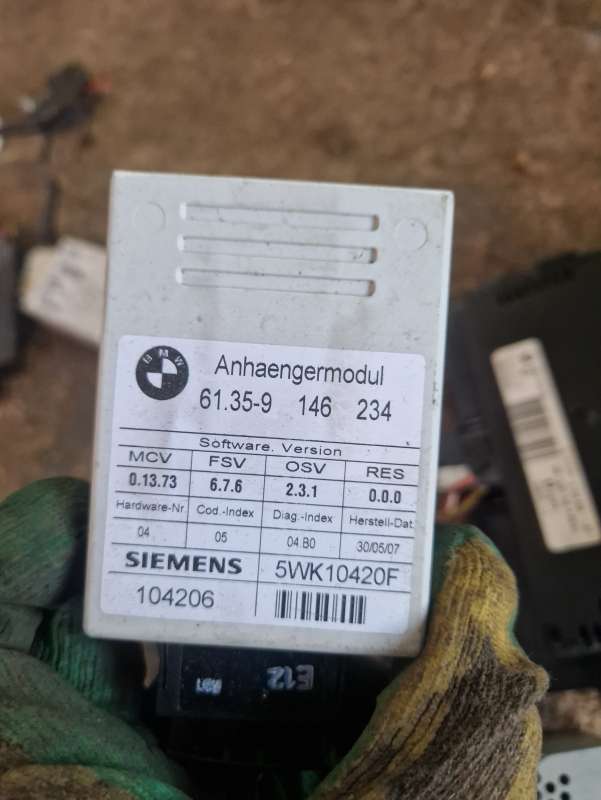 BMW
Anhaengermodul
61.35-9 146 234
Software. Version
MCV FSV OSV RES
0.13.73 6.7.6 2.3.1 0.0.0
Hardware-Nr Cod.-Index Diag.-Index Herstell-Dat
04 05 04.B0 30/05/07
SIEMENS 5WK10420F
104206
E12